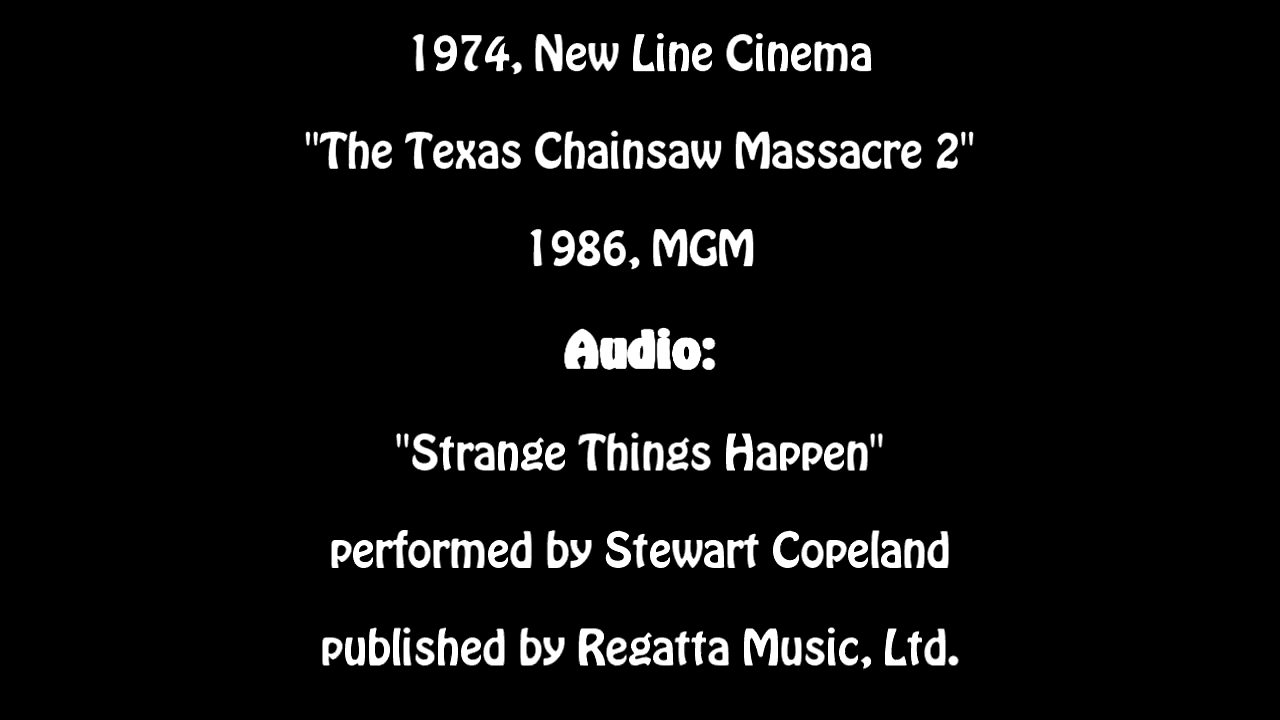 1974, New Line Cinema
"The Texas Chainsaw Massacre 2"
1986, MGM
Audio:
"Strange Things Happen"
performed by Stewart Copeland
published by Regatta Music, Ltd.